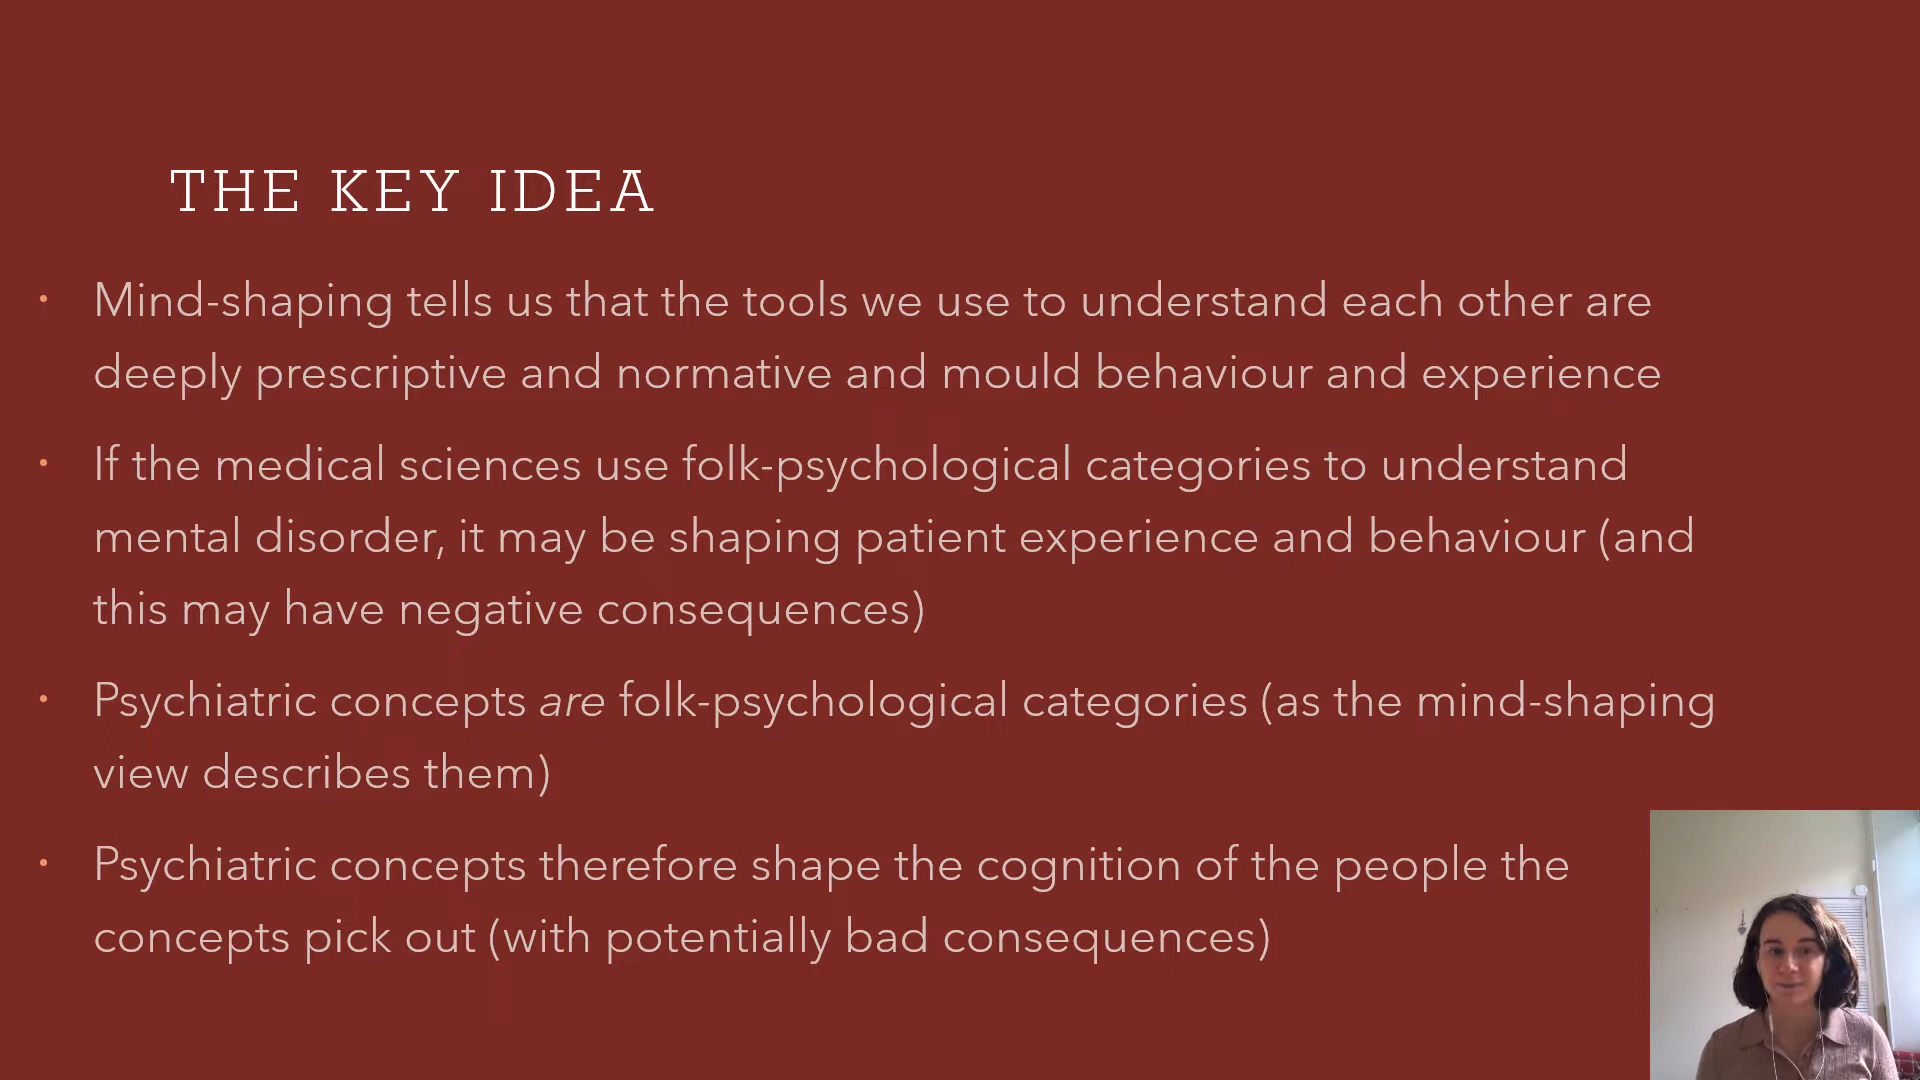 THE KEY IDEA
• Mind-shaping tells us that the tools we use to understand each other are
deeply prescriptive and normative and mould behaviour and experience
• If the medical sciences use folk-psychological categories to understand
mental disorder, it may be shaping patient experience and behaviour (and
this may have negative consequences)
• Psychiatric concepts are folk-psychological categories (as the mind-shaping
view describes them)
• Psychiatric concepts therefore shape the cognition of the people the
concepts pick out (with potentially bad consequences)